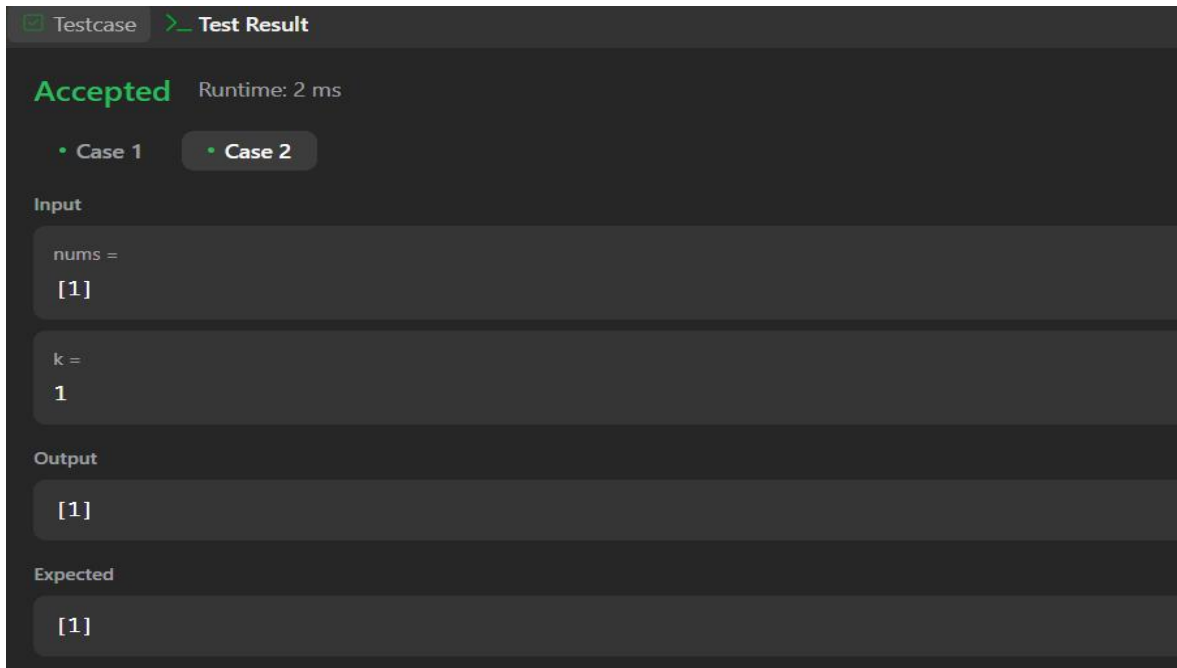 Testcase >_ Test Result
Accepted Runtime: 2 ms
• Case 1 • Case 2
Input
nums =
[1]
k =
1
Output
[1]
Expected
[1]